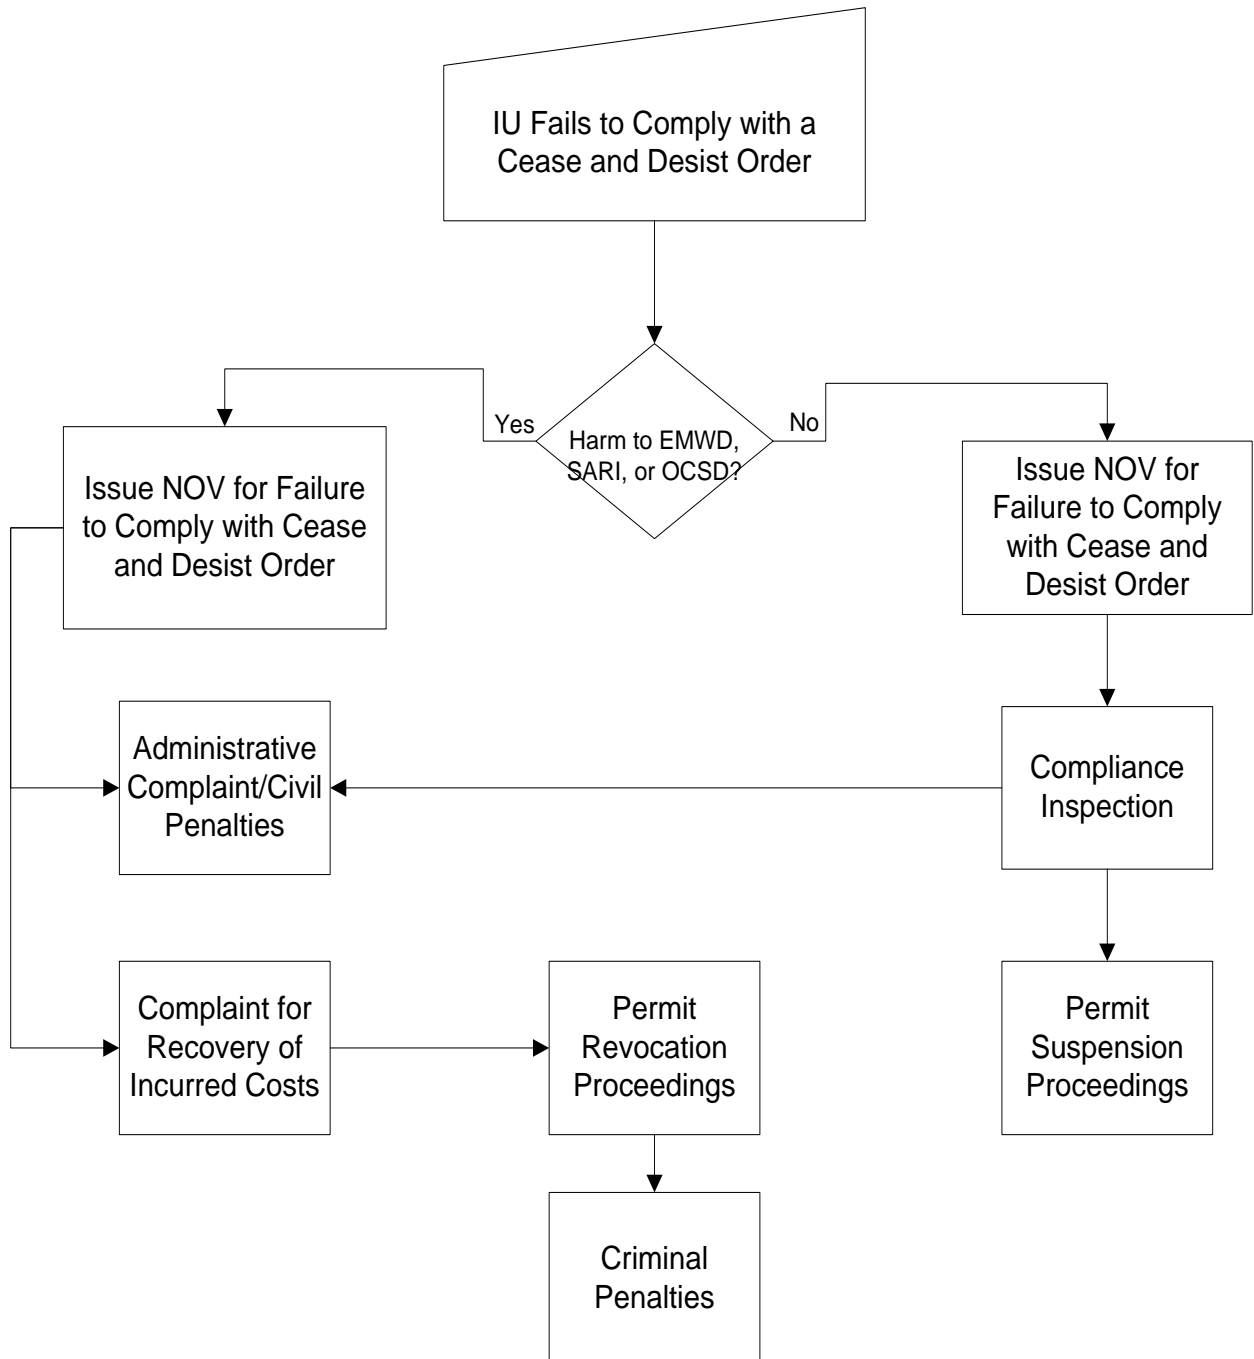 IU Fails to Comply with a
Cease and Desist Order
Yes
Harm to EMWD,
SARI, or OCSD?
No
Issue NOV for Failure
to Comply with Cease
and Desist Order
Issue NOV for
Failure to Comply
with Cease and
Desist Order
Administrative
Complaint/Civil
Penalties
Compliance
Inspection
Complaint for
Recovery of
Incurred Costs
Permit
Revocation
Proceedings
Permit
Suspension
Proceedings
Criminal
Penalties